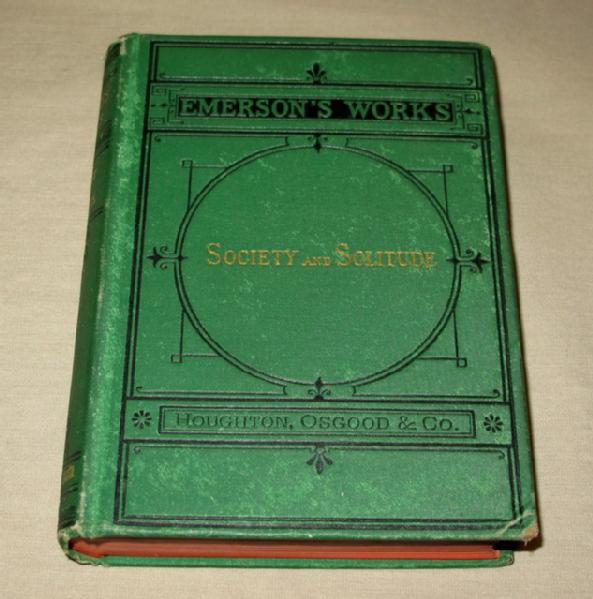 EMERSON'S WORKS
SOCIETY AND SOLITUDE
HOUGHTON, OSGOOD & CO.